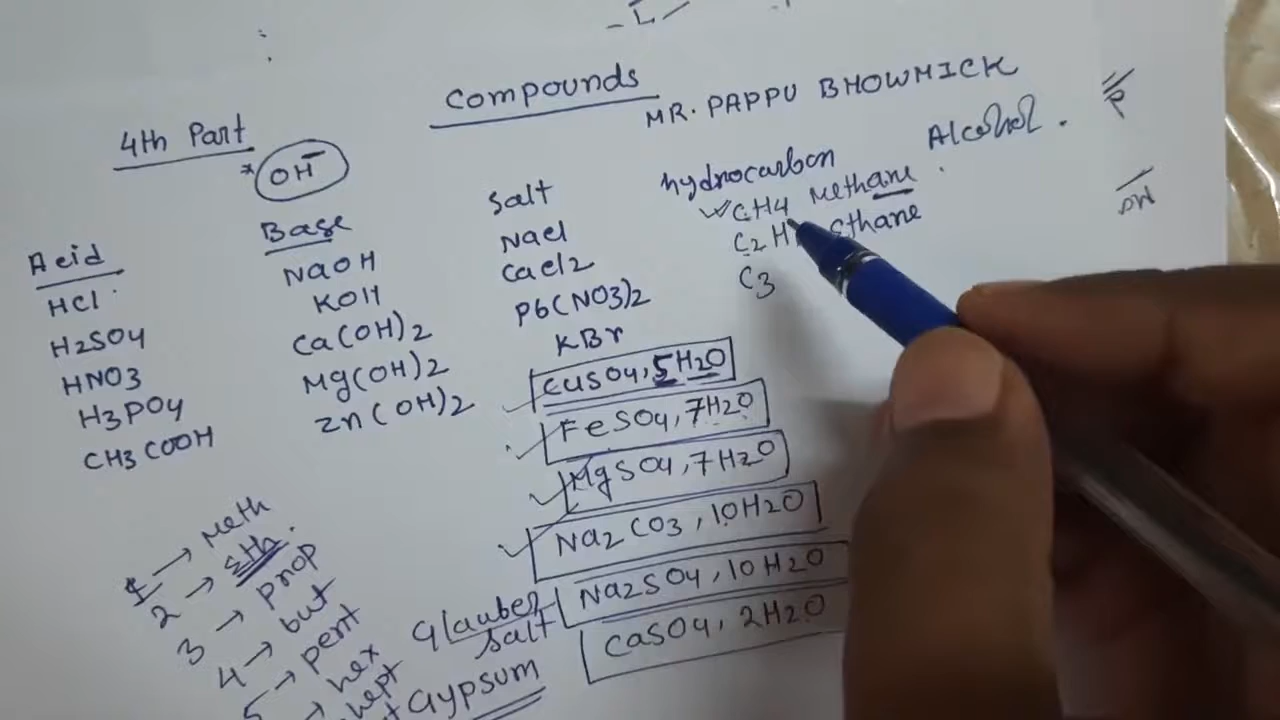 Compounds
MR. PAPPU BHOWMICK
4th Part
* OH-
Acid
HCl
H2SO4
HNO3
H3PO4
CH3COOH
Base
NaOH
KOH
Ca(OH)2
Mg(OH)2
Zn(OH)2
Salt
NaCl
CaCl2
Pb(NO3)2
KBr
CuSO4, 5H2O
FeSO4, 7H2O
MgSO4, 7H2O
Na2CO3, 10H2O
Glauber salt Na2SO4, 10H2O
Gypsum CaSO4, 2H2O
hydrocarbon
CH4 Methane
C2H Ethane
C3
Alcohol.
1 → Meth
2 → Eth
3 → prop
4 → but
5 → pent
→ hex
hept